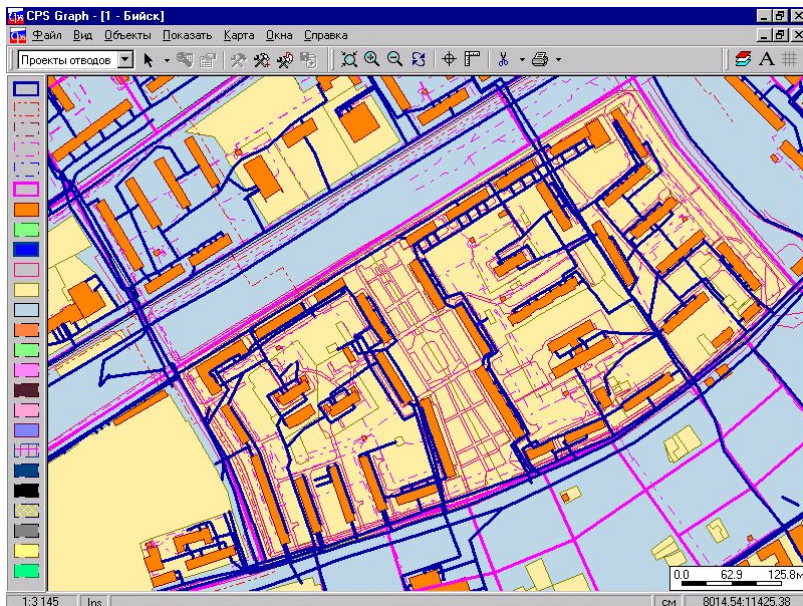 CPS Graph - [1 - Бийск]
Файл Вид Объекты Показать Карта Окна Справка
Проекты отводов
0.0 62.9 125.8м
1:3 145 Ins см 8014.54:11425.38